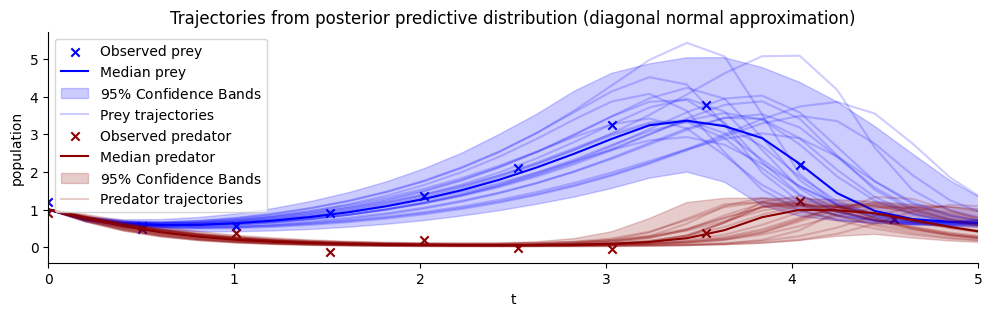 Trajectories from posterior predictive distribution (diagonal normal approximation)
Observed prey
Median prey
95% Confidence Bands
Prey trajectories
Observed predator
Median predator
95% Confidence Bands
Predator trajectories
population
5
4
3
2
1
0
0 1 2 3 4 5
t